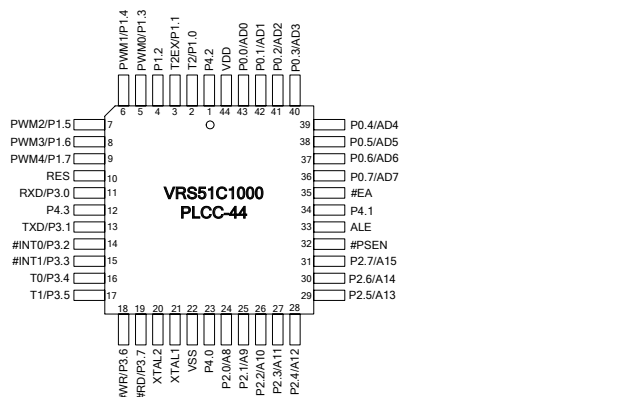 PWM1/P1.4
PWM0/P1.3
P1.2
T2EX/P1.1
T2/P1.0
P4.2
VDD
P0.0/AD0
P0.1/AD1
P0.2/AD2
P0.3/AD3
6 5 4 3 2 1 44 43 42 41 40
PWM2/P1.5 7
PWM3/P1.6 8
PWM4/P1.7 9
RES 10
RXD/P3.0 11
P4.3 12
TXD/P3.1 13
#INT0/P3.2 14
#INT1/P3.3 15
T0/P3.4 16
T1/P3.5 17
VRS51C1000
PLCC-44
39 P0.4/AD4
38 P0.5/AD5
37 P0.6/AD6
36 P0.7/AD7
35 #EA
34 P4.1
33 ALE
32 #PSEN
31 P2.7/A15
30 P2.6/A14
29 P2.5/A13
18 19 20 21 22 23 24 25 26 27 28
#WR/P3.6
#RD/P3.7
XTAL2
XTAL1
VSS
P4.0
P2.0/A8
P2.1/A9
P2.2/A10
P2.3/A11
P2.4/A12